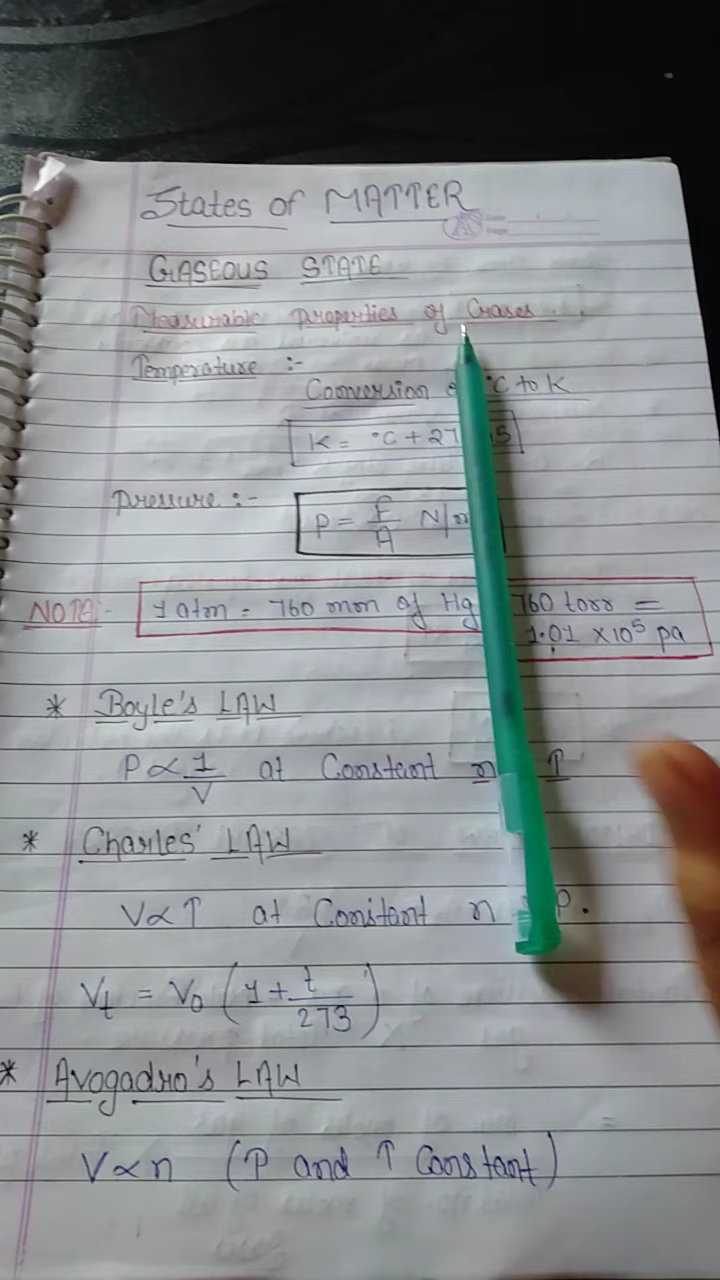 States of MATTER
GASEOUS STATE
Measurable properties of Gases
Temperature :-
Conversion °C to K
K = °C + 27 15
Pressure :-
P = F/A N/m
NOTE:- 1 atm = 760 mm of Hg 760 torr =
1.01 x10⁵ pa
* Boyle's LAW
P ∝ 1/V at Constant n T
* Charles' LAW
V ∝ T at Constant n P.
Vt = V0 (1 + t/273)
* Avogadro's LAW
V ∝ n (P and T Constant)